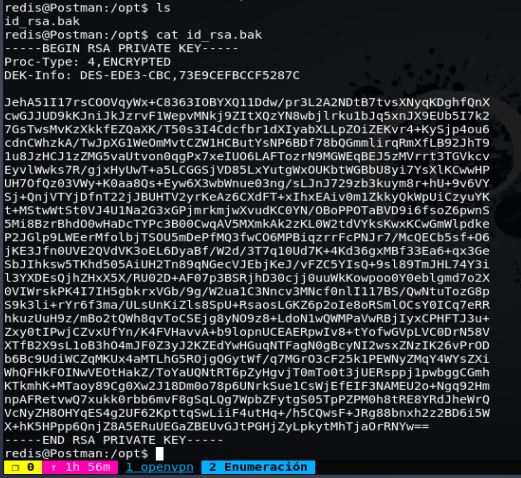 redis@Postman:/opt$ ls
id_rsa.bak
redis@Postman:/opt$ cat id_rsa.bak
-----BEGIN RSA PRIVATE KEY-----
Proc-Type: 4,ENCRYPTED
DEK-Info: DES-EDE3-CBC,73E9CEFBCCF5287C
JehA51I17rsCOOVqyWx+C8363IOBYXQ11Ddw/pr3L2A2NDtB7tvsXNyqKDghfQnX
cwGJJUD9kKJniJkJzrvF1WepvMNkj9ZItXQzYN8wbjlrku1bJq5xnJX9EUb5I7k2
7GsTwsMvKzXkkfEZQaXK/T50s3I4Cdcfbr1dXIyabXLLpZOiZEKvr4+KySjp4ou6
cdnCWhzkA/TwJpXG1WeOmMvtCZW1HCButYsNP6BDf78bQGmmlirqRmXfLB92JhT9
1u8JzHCJ1zZMG5vaUtvon0qgPx7xeIUO6LAFTozrN9MGWEqBEJ5zMVrrt3TGVkcv
EyvlWwks7R/gjxHyUwT+a5LCGGSjVD85LxYutgWxOUKbtWGBbU8yi7YsXlKCwwHP
UH7OfQz03VWy+K0aa8Qs+Eyw6X3wbWnue03ng/sLJnJ729zb3kuym8r+hU+9v6VY
Sj+QnjVTYjDfnT22jJBUHTV2yrKeAz6CXdFT+xIhxEAiv0m1ZkkyQkWpUiCzyuYK
t+MStwWtSt0VJ4U1Na2G3xGPjmrkmjwXvudKC0YN/OBoPPOTaBVD9i6fsoZ6pwnS
5Mi8BzrBhdO0wHaDcTYPc3B00CwqAV5MXmkAk2zKL0W2tdVYksKwxKCwGmWlpdke
P2JGlp9LWEerMfolbjTSOU5mDePfMQ3fwCO6MPBiqzrrFcPNJr7/McQECb5sf+O6
jKE3Jfn0UVE2QVdVK3oEL6DyaBf/W2d/3T7q10Ud7K+4Kd36gxMBf33Ea6+qx3Ge
SbJIhksw5TKhd505AiUH2Tn89qNGecVJEbjKeJ/vFZC5YIsQ+9sl89TmJHL74Y3i
l3YXDEsQjhZHxX5X/RU02D+AF07p3BSRjhD30cjj0uuWkKowpoo0Y0eblgmd7o2X
0VIWrskPK4I7IH5gbkrxVGb/9g/W2ua1C3Nncv3MNcf0nlI117BS/QwNtuTozG8p
S9k3li+rYr6f3ma/ULsUnKiZls8SpU+RsaosLGKZ6p2oIe8oRSmlOCsY0ICq7eRR
hkuzUuH9z/mBo2tQWh8qvToCSEjg8yNO9z8+LdoN1wQWMPaVwRBjIyxCPHFTJ3u+
Zxy0tIPwjCZvxUfYn/K4FVHavvA+b9lopnUCEAERpwIv8+tYofwGVpLVC0DrN58V
XTfB2X9sL1oB3hO4mJF0Z3yJ2KZEdYwHGuqNTFagN0gBcyNI2wsxZNzIK26vPrOD
b6Bc9UdiWCZqMKUx4aMTLhG5ROjgQGytWf/q7MGrO3cF25k1PEWNyZMqY4WYsZXi
WhQFHkFOINwVEOtHakZ/ToYaUQNtRT6pZyHgvjT0mTo0t3jUERsppj1pwbggCGmh
KTkmhK+MTaoy89Cg0Xw2J18Dm0o78p6UNrkSue1CsWjEfEIF3NAMEU2o+Ngq92Hm
npAFRetvwQ7xukk0rbb6mvF8gSqLQg7WpbZFytgS05TpPZPM0h8tRE8YRdJheWrQ
VcNyZH8OHYqES4g2UF62KpttqSwLiiF4utHq+/h5CQwsF+JRg88bnxh2z2BD6i5W
X+hK5HPpp6QnjZ8A5ERuUEGaZBEUvGJtPGHjZyLpkytMhTjaOrRNYw==
-----END RSA PRIVATE KEY-----
redis@Postman:/opt$
0 ↑ 1h 56m 1 openvpn 2 Enumeración